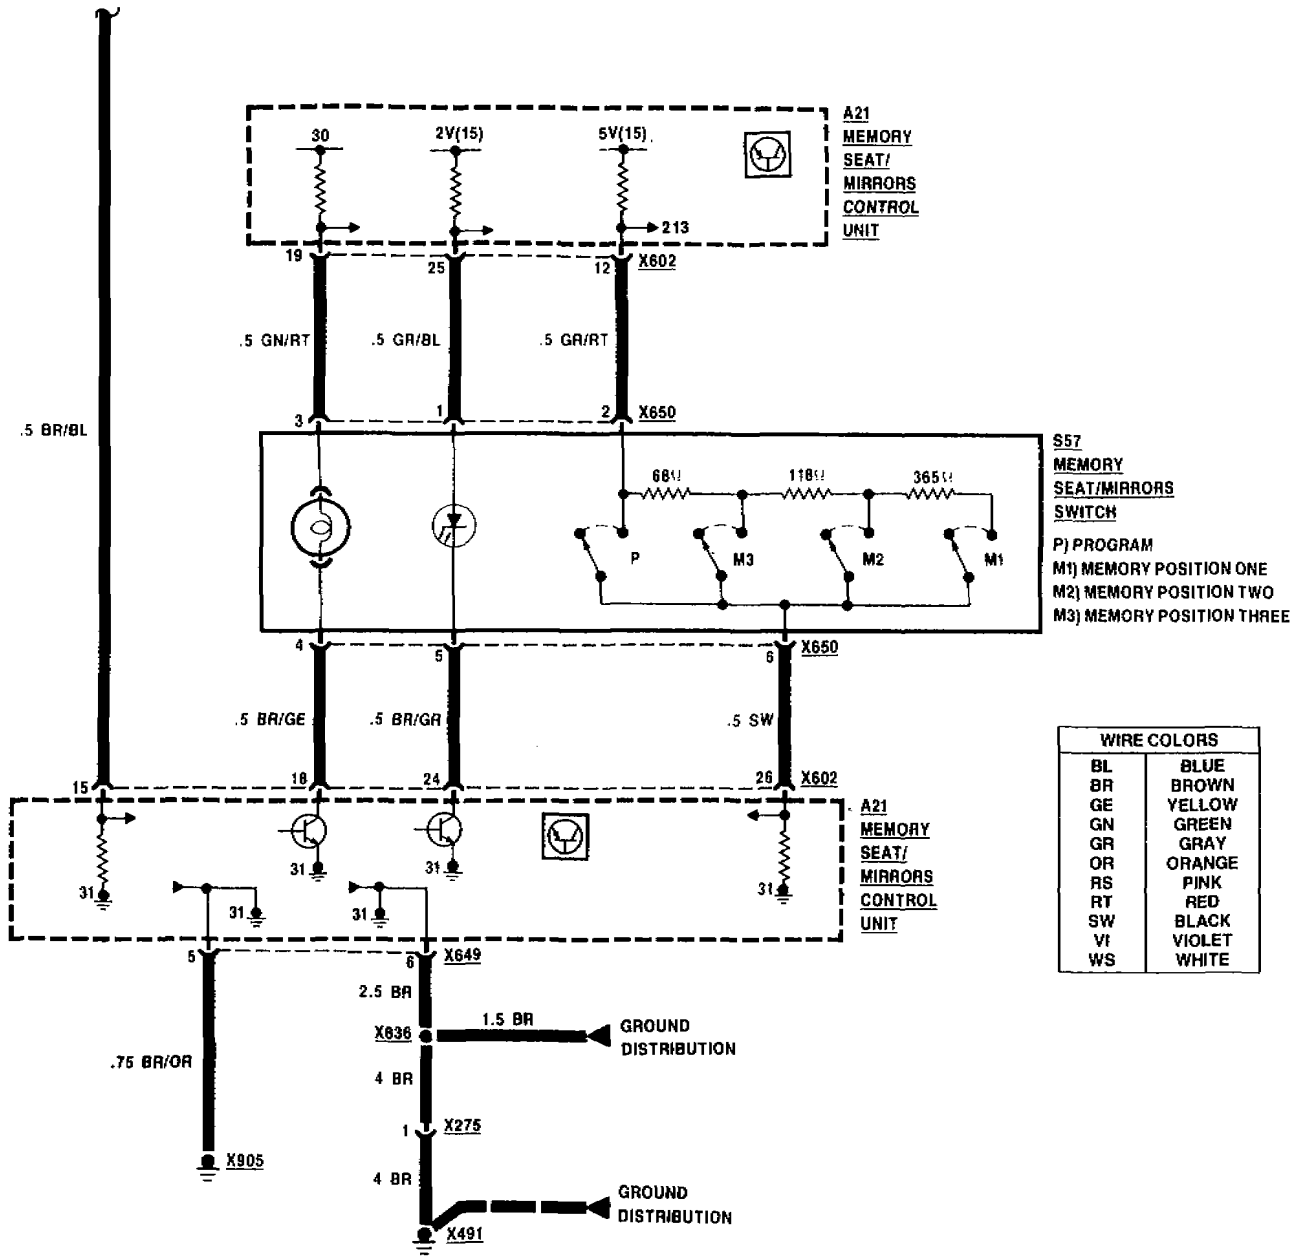 30
2V(15)
5V(15)
213
A21
MEMORY
SEAT/
MIRRORS
CONTROL
UNIT
19
25
12
X602
.5 GN/RT
.5 GR/BL
.5 GR/RT
3
1
2
X650
.5 BR/BL
68Ω
118Ω
365Ω
P
M3
M2
M1
S57
MEMORY
SEAT/MIRRORS
SWITCH
P) PROGRAM
M1) MEMORY POSITION ONE
M2) MEMORY POSITION TWO
M3) MEMORY POSITION THREE
4
5
6
X650
.5 BR/GE
.5 BR/GR
.5 SW
15
18
24
26
X602
31
31
31
31
31
31
A21
MEMORY
SEAT/
MIRRORS
CONTROL
UNIT
WIRE COLORS
BL BLUE
BR BROWN
GE YELLOW
GN GREEN
GR GRAY
OR ORANGE
RS PINK
RT RED
SW BLACK
VI VIOLET
WS WHITE
5
6
X649
2.5 BR
X836
1.5 BR
GROUND
DISTRIBUTION
.75 BR/OR
4 BR
1
X275
X905
4 BR
GROUND
DISTRIBUTION
X491